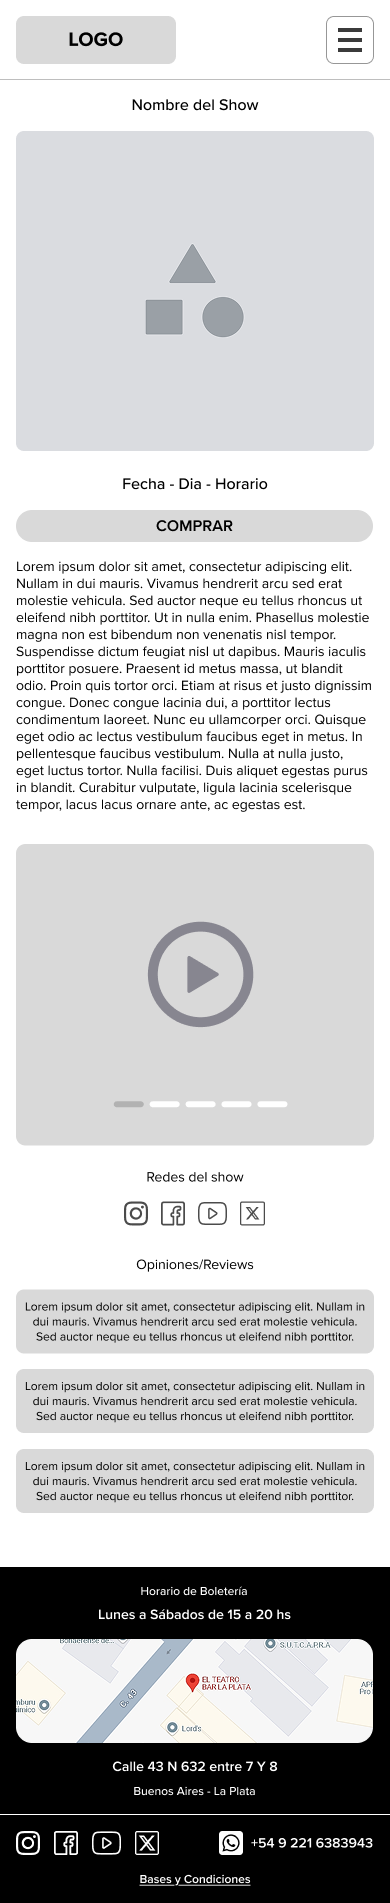 LOGO
Nombre del Show
Fecha - Dia - Horario
COMPRAR
Lorem ipsum dolor sit amet, consectetur adipiscing elit.
Nullam in dui mauris. Vivamus hendrerit arcu sed erat
molestie vehicula. Sed auctor neque eu tellus rhoncus ut
eleifend nibh porttitor. Ut in nulla enim. Phasellus molestie
magna non est bibendum non venenatis nisl tempor.
Suspendisse dictum feugiat nisl ut dapibus. Mauris iaculis
porttitor posuere. Praesent id metus massa, ut blandit
odio. Proin quis tortor orci. Etiam at risus et justo dignissim
congue. Donec congue lacinia dui, a porttitor lectus
condimentum laoreet. Nunc eu ullamcorper orci. Quisque
eget odio ac lectus vestibulum faucibus eget in metus. In
pellentesque faucibus vestibulum. Nulla at nulla justo,
eget luctus tortor. Nulla facilisi. Duis aliquet egestas purus
in blandit. Curabitur vulputate, ligula lacinia scelerisque
tempor, lacus lacus ornare ante, ac egestas est.
Redes del show
Opiniones/Reviews
Lorem ipsum dolor sit amet, consectetur adipiscing elit. Nullam in
dui mauris. Vivamus hendrerit arcu sed erat molestie vehicula.
Sed auctor neque eu tellus rhoncus ut eleifend nibh porttitor.
Lorem ipsum dolor sit amet, consectetur adipiscing elit. Nullam in
dui mauris. Vivamus hendrerit arcu sed erat molestie vehicula.
Sed auctor neque eu tellus rhoncus ut eleifend nibh porttitor.
Lorem ipsum dolor sit amet, consectetur adipiscing elit. Nullam in
dui mauris. Vivamus hendrerit arcu sed erat molestie vehicula.
Sed auctor neque eu tellus rhoncus ut eleifend nibh porttitor.
Horario de Boletería
Lunes a Sábados de 15 a 20 hs
S.U.T.C.A.P.R.A
EL TEATRO
BAR LA PLATA
C. 43
Lord's
Calle 43 N 632 entre 7 Y 8
Buenos Aires - La Plata
+54 9 221 6383943
Bases y Condiciones